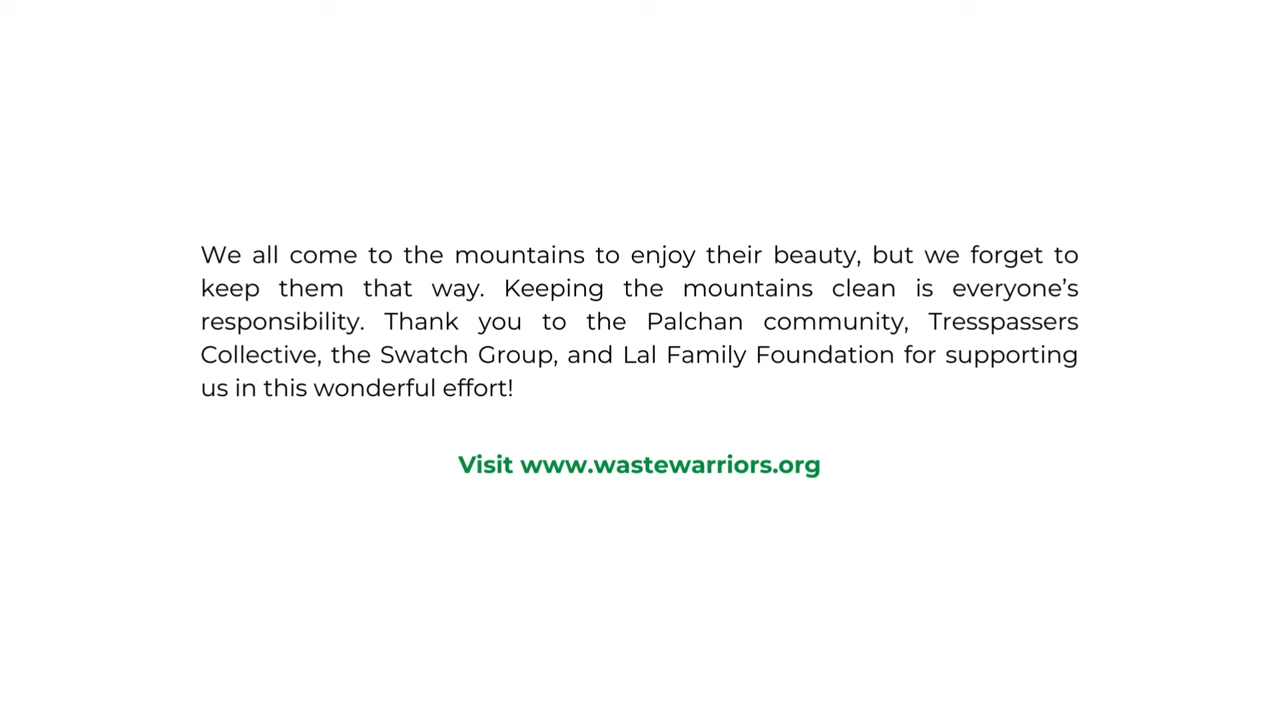 We all come to the mountains to enjoy their beauty, but we forget to
keep them that way. Keeping the mountains clean is everyone’s
responsibility. Thank you to the Palchan community, Tresspassers
Collective, the Swatch Group, and Lal Family Foundation for supporting
us in this wonderful effort!
Visit www.wastewarriors.org